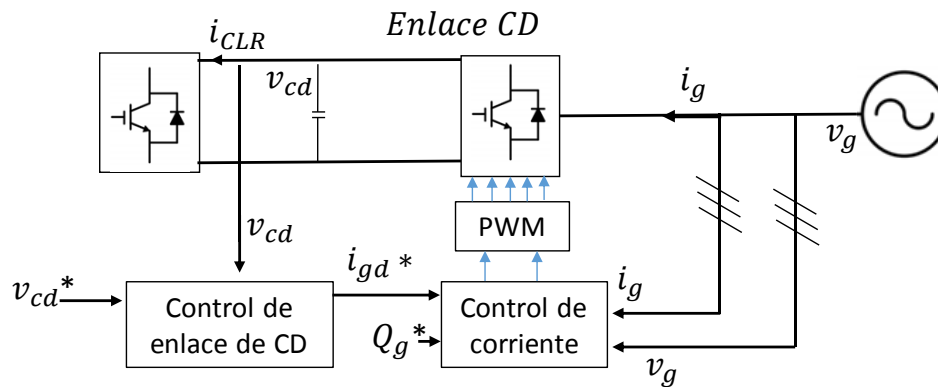 Enlace CD
i_CLR
v_cd
i_g
v_g
PWM
v_cd
i_gd *
i_g
v_cd*
Control de
enlace de CD
Q_g*
Control de
corriente
v_g